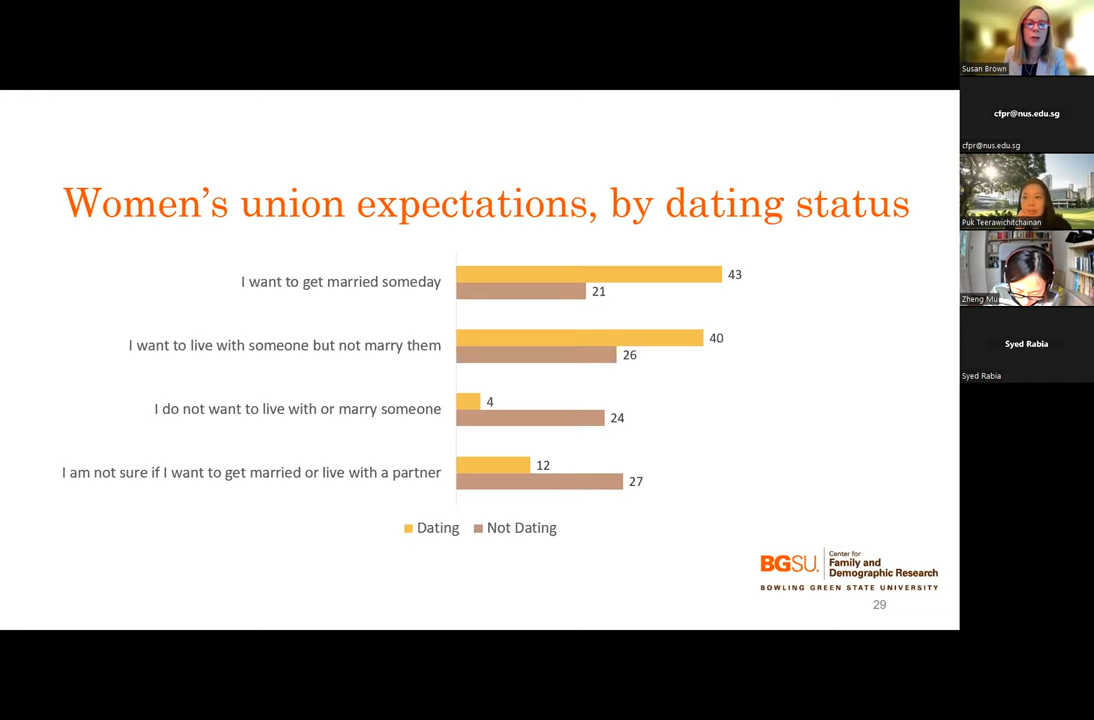 Women's union expectations, by dating status
I want to get married someday
43
21
I want to live with someone but not marry them
40
26
I do not want to live with or marry someone
4
24
I am not sure if I want to get married or live with a partner
12
27
Dating
Not Dating
BGSU.
Center for
Family and
Demographic Research
BOWLING GREEN STATE UNIVERSITY
29
Susan Brown
cfpr@nus.edu.sg
cfpr@nus.edu.sg
Puk Teerawichitchainan
Zheng Mu
Syed Rabia
Syed Rabia